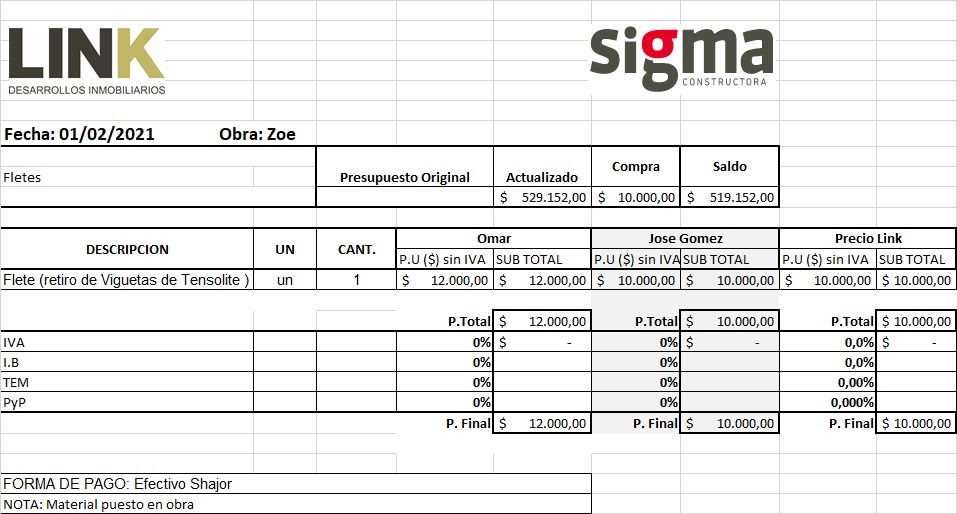 LINK
DESARROLLOS INMOBILIARIOS
sigma
CONSTRUCTORA
Fecha: 01/02/2021 Obra: Zoe
Fletes Presupuesto Original Actualizado Compra Saldo
$ 529.152,00 $ 10.000,00 $ 519.152,00
DESCRIPCION UN CANT. Omar Jose Gomez Precio Link
P.U ($) sin IVA SUB TOTAL P.U ($) sin IVA SUB TOTAL P.U ($) sin IVA SUB TOTAL
Flete (retiro de Viguetas de Tensolite ) un 1 $ 12.000,00 $ 12.000,00 $ 10.000,00 $ 10.000,00 $ 10.000,00 $ 10.000,00
P.Total $ 12.000,00 P.Total $ 10.000,00 P.Total $ 10.000,00
IVA 0% $ - 0% $ - 0,0% $ -
I.B 0% 0% 0,0%
TEM 0% 0% 0,00%
PyP 0% 0% 0,000%
P. Final $ 12.000,00 P. Final $ 10.000,00 P. Final $ 10.000,00
FORMA DE PAGO: Efectivo Shajor
NOTA: Material puesto en obra